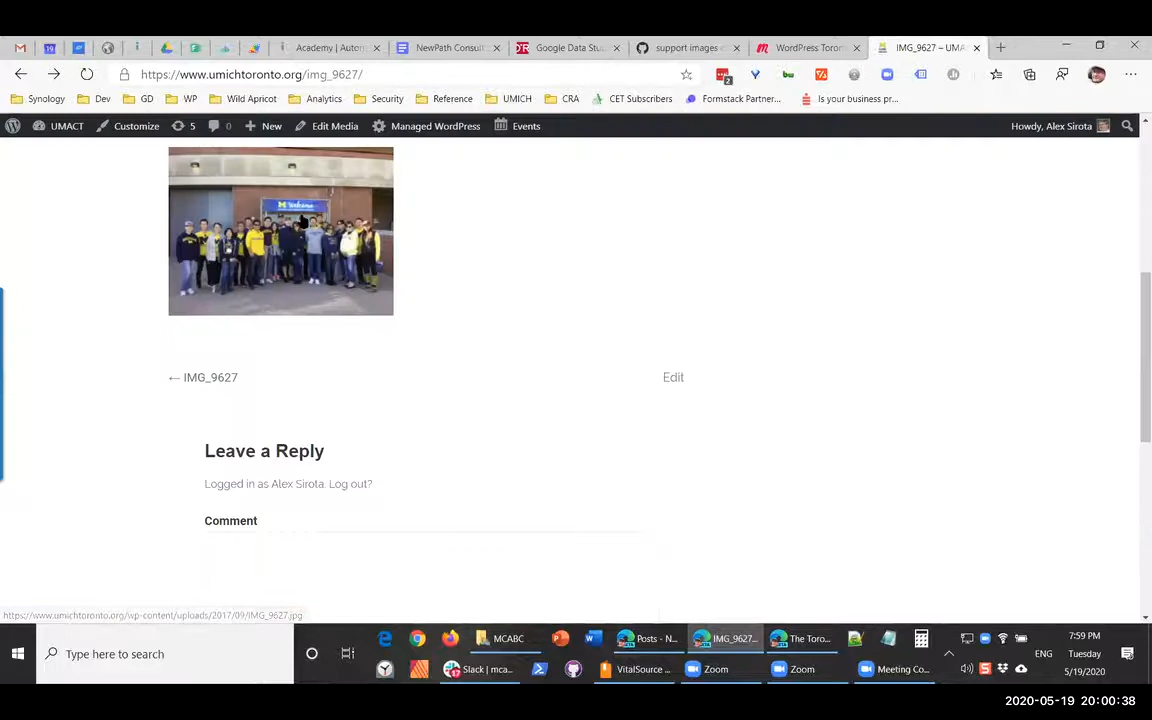 Academy | Auton
NewPath Consult
Google Data Stu
support images
WordPress Toron
IMG_9627 – UMA
https://www.umichtoronto.org/img_9627/
Synology
Dev
GD
WP
Wild Apricot
Analytics
Security
Reference
UMICH
CRA
CET Subscribers
Formstack Partner...
Is your business pr...
UMACT
Customize
5
0
New
Edit Media
Managed WordPress
Events
Howdy, Alex Sirota
Welcome
← IMG_9627
Edit
Leave a Reply
Logged in as Alex Sirota. Log out?
Comment
https://www.umichtoronto.org/wp-content/uploads/2017/09/IMG_9627.jpg
MCABC
Posts - N...
IMG_9627...
The Toro...
7:59 PM
Type here to search
ENG
Tuesday
Slack | mca...
VitalSource ...
Zoom
Zoom
Meeting Co...
5/19/2020
2020-05-19 20:00:38